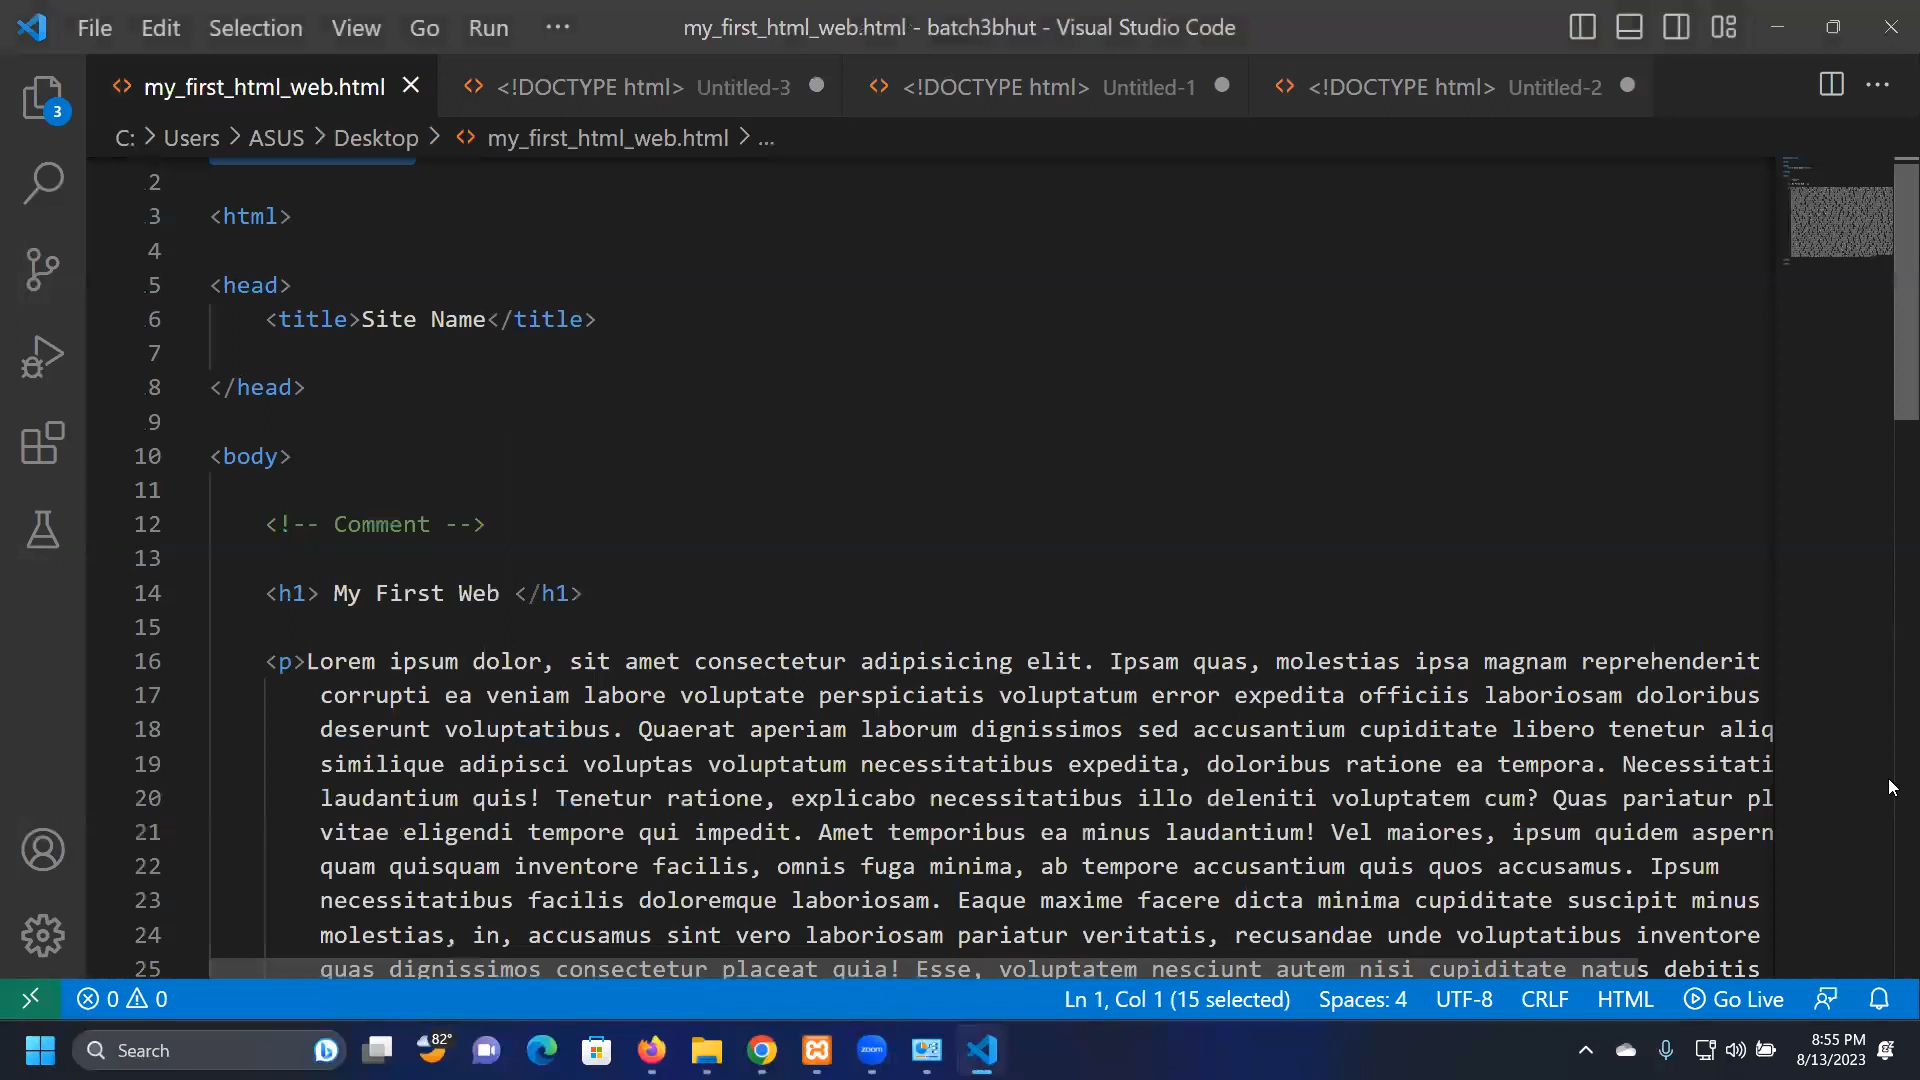 File Edit Selection View Go Run ··· my_first_html_web.html - batch3bhut - Visual Studio Code
my_first_html_web.html <!DOCTYPE html> Untitled-3 <!DOCTYPE html> Untitled-1 <!DOCTYPE html> Untitled-2
3
C: > Users > ASUS > Desktop > my_first_html_web.html > ...
2
3 <html>
4
5 <head>
6 <title>Site Name</title>
7
8 </head>
9
10 <body>
11
12 <!-- Comment -->
13
14 <h1> My First Web </h1>
15
16 <p>Lorem ipsum dolor, sit amet consectetur adipisicing elit. Ipsam quas, molestias ipsa magnam reprehenderit
17 corrupti ea veniam labore voluptate perspiciatis voluptatum error expedita officiis laboriosam doloribus
18 deserunt voluptatibus. Quaerat aperiam laborum dignissimos sed accusantium cupiditate libero tenetur aliq
19 similique adipisci voluptas voluptatum necessitatibus expedita, doloribus ratione ea tempora. Necessitati
20 laudantium quis! Tenetur ratione, explicabo necessitatibus illo deleniti voluptatem cum? Quas pariatur pl
21 vitae eligendi tempore qui impedit. Amet temporibus ea minus laudantium! Vel maiores, ipsum quidem aspern
22 quam quisquam inventore facilis, omnis fuga minima, ab tempore accusantium quis quos accusamus. Ipsum
23 necessitatibus facilis doloremque laboriosam. Eaque maxime facere dicta minima cupiditate suscipit minus
24 molestias, in, accusamus sint vero laboriosam pariatur veritatis, recusandae unde voluptatibus inventore
25 quas dignissimos consectetur placeat quia! Esse, voluptatem nesciunt autem nisi cupiditate natus debitis
0 0 Ln 1, Col 1 (15 selected) Spaces: 4 UTF-8 CRLF HTML Go Live
Search 82° zoom 8:55 PM
8/13/2023